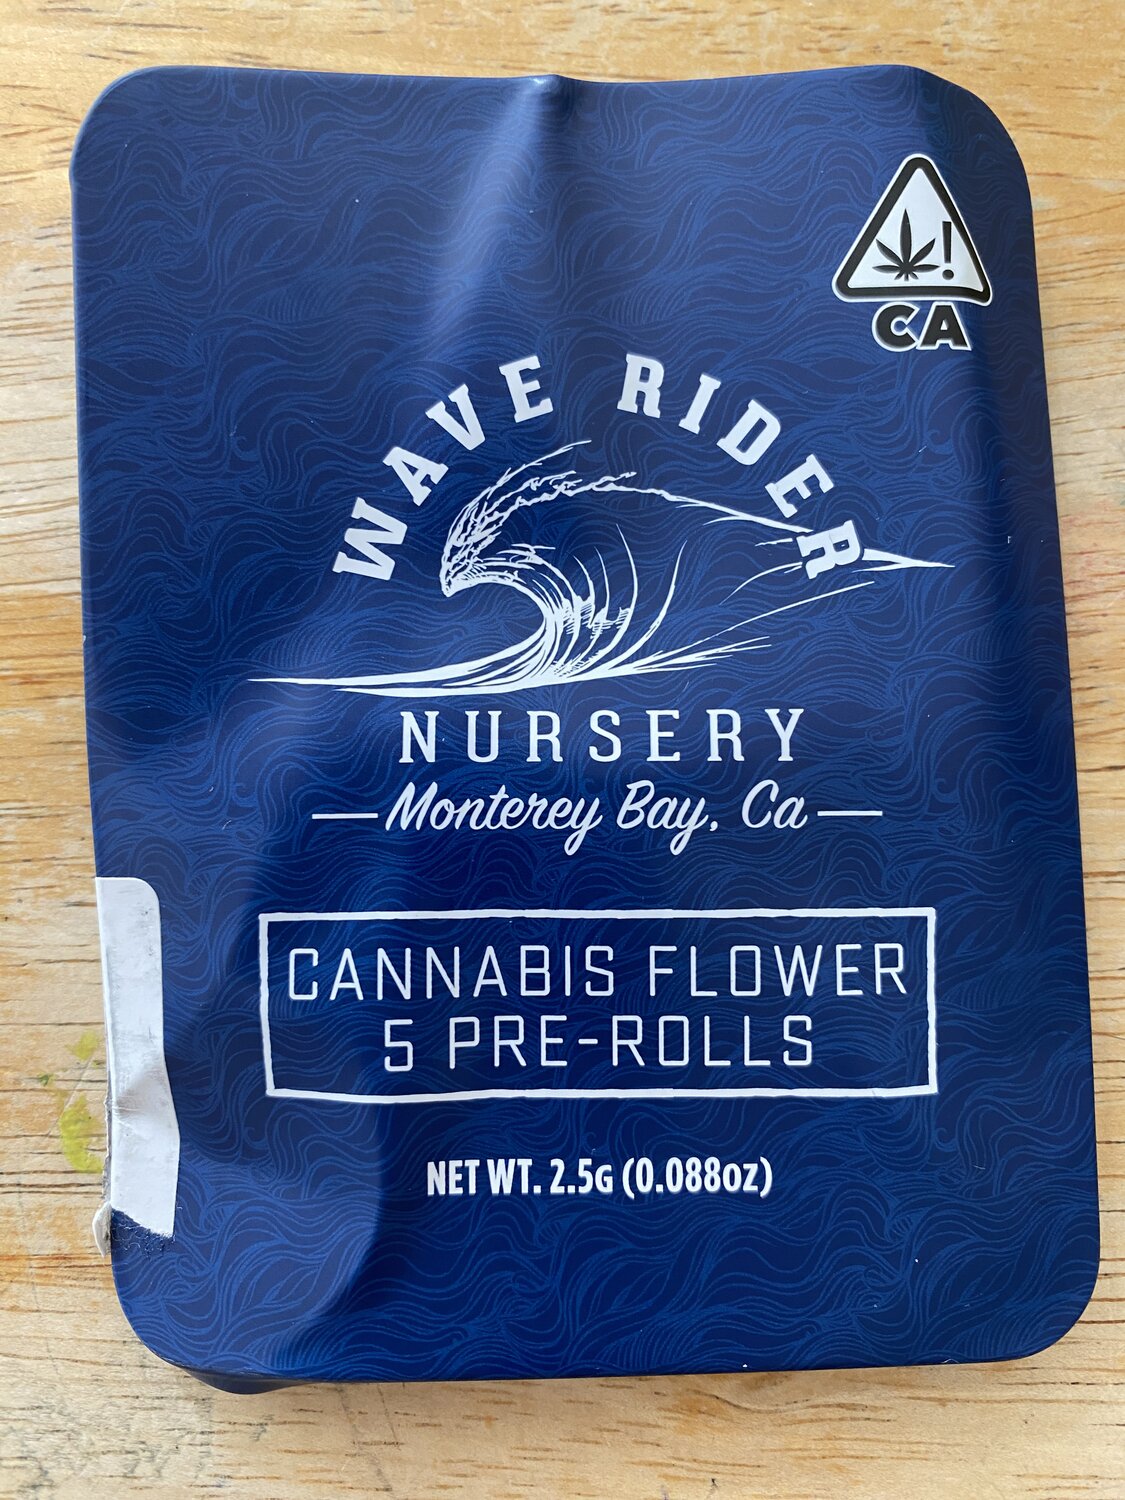 CA
WAVE RIDER
NURSERY
Monterey Bay, Ca
CANNABIS FLOWER
5 PRE-ROLLS
NET WT. 2.5G (0.088oz)